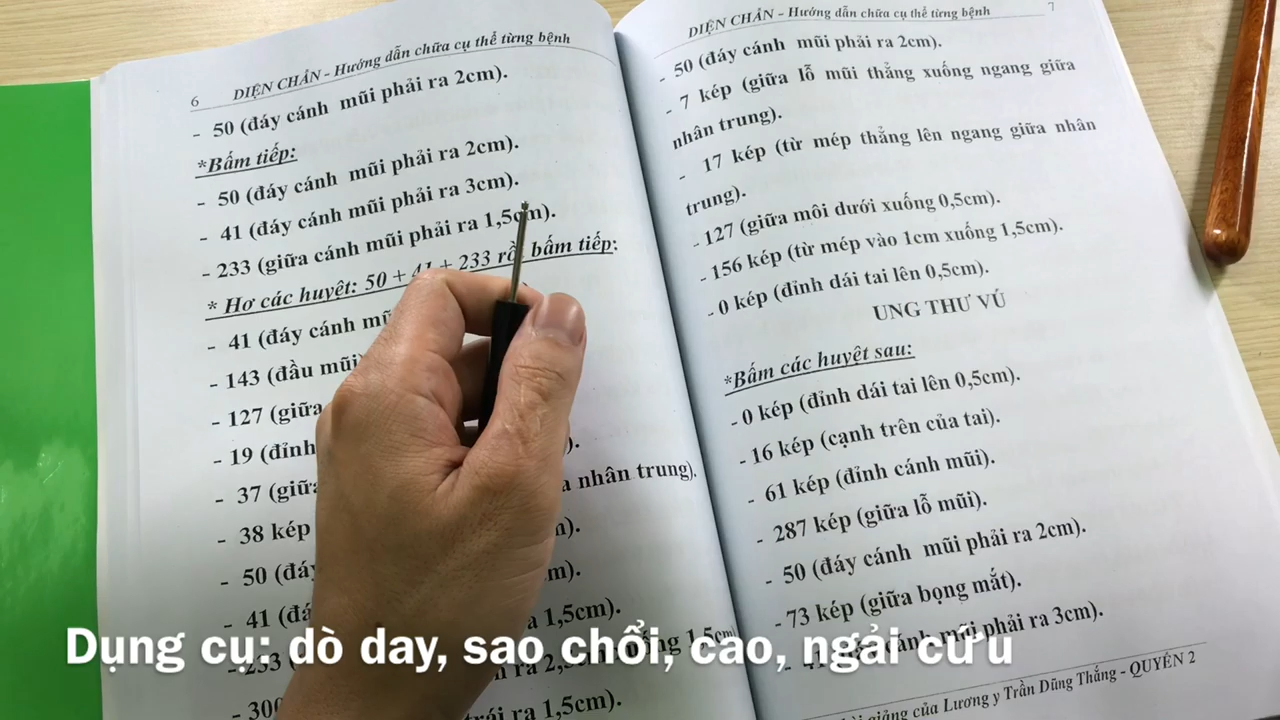 6 DIỆN CHẨN - Hướng dẫn chữa cụ thể từng bệnh
- 50 (đáy cánh mũi phải ra 2cm).
*Bấm tiếp:
- 50 (đáy cánh mũi phải ra 2cm).
- 41 (đáy cánh mũi phải ra 3cm).
- 233 (giữa cánh mũi phải ra 1,5cm).
* Hơ các huyệt: 50 + 41 + 233 rồi bấm tiếp:
- 41 (đáy cánh
- 143 (đầu mũi
- 127 (giữa
- 19 (đỉnh
- 37 (giữa nhân trung).
- 38 kép
- 50 (đáy
- 41 1,5cm).
- 233 ra 1,5cm
ra 1,5cm).
DIỆN CHẨN - Hướng dẫn chữa cụ thể từng bệnh 7
- 50 (đáy cánh mũi phải ra 2cm).
- 7 kép (giữa lỗ mũi thẳng xuống ngang giữa
nhân trung).
- 17 kép (từ mép thẳng lên ngang giữa nhân
trung).
- 127 (giữa môi dưới xuống 0,5cm).
- 156 kép (từ mép vào 1cm xuống 1,5cm).
- 0 kép (đỉnh dái tai lên 0,5cm).
UNG THƯ VÚ
*Bấm các huyệt sau:
- 0 kép (đỉnh dái tai lên 0,5cm).
- 16 kép (cạnh trên của tai).
- 61 kép (đỉnh cánh mũi).
- 287 kép (giữa lỗ mũi).
- 50 (đáy cánh mũi phải ra 2cm).
- 73 kép (giữa bọng mắt).
- 41 cánh mũi phải ra 3cm).
giảng của Lương y Trần Dũng Thắng - QUYỂN 2
Dụng cụ: dò day, sao chổi, cao, ngải cứu